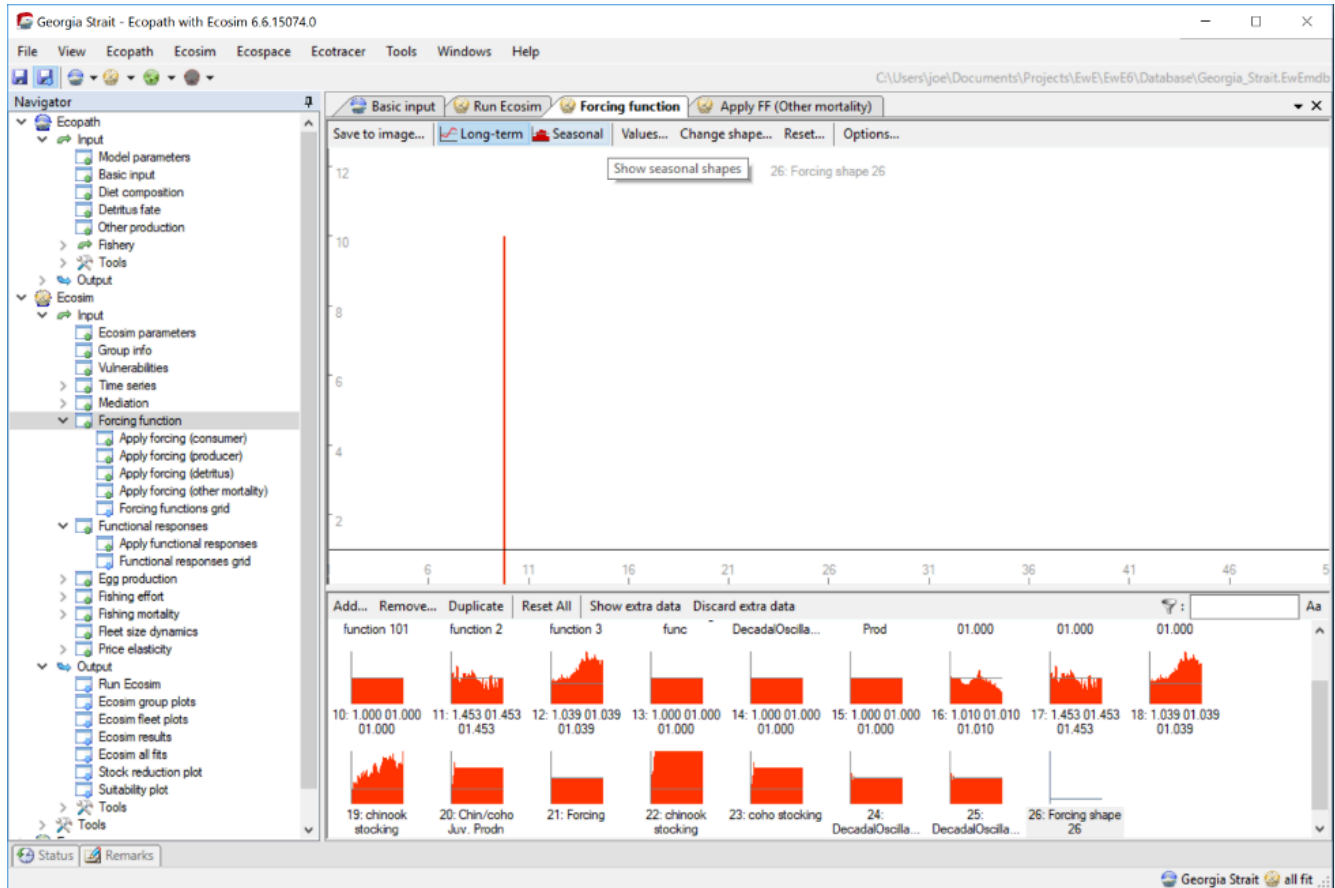 Georgia Strait - Ecopath with Ecosim 6.6.15074.0
File View Ecopath Ecosim Ecospace Ecotracer Tools Windows Help
C:\Users\joe\Documents\Projects\EwE\EwE6\Database\Georgia_Strait.EwEmdb
Navigator
Ecopath
Input
Model parameters
Basic input
Diet composition
Detritus fate
Other production
Fishery
Tools
Output
Ecosim
Input
Ecosim parameters
Group info
Vulnerabilities
Time series
Mediation
Forcing function
Apply forcing (consumer)
Apply forcing (producer)
Apply forcing (detritus)
Apply forcing (other mortality)
Forcing functions grid
Functional responses
Apply functional responses
Functional responses grid
Egg production
Fishing effort
Fishing mortality
Fleet size dynamics
Price elasticity
Output
Run Ecosim
Ecosim group plots
Ecosim fleet plots
Ecosim results
Ecosim all fits
Stock reduction plot
Suitability plot
Tools
Tools
Basic input Run Ecosim Forcing function Apply FF (Other mortality)
Save to image... Long-term Seasonal Values... Change shape... Reset... Options...
Show seasonal shapes
26: Forcing shape 26
12
10
8
6
4
2
6 11 16 21 26 31 36 41 46 5
Add... Remove... Duplicate Reset All Show extra data Discard extra data : Aa
function 101 function 2 function 3 func DecadalOscilla... Prod 01.000 01.000 01.000
10: 1.000 01.000 11: 1.453 01.453 12: 1.039 01.039 13: 1.000 01.000 14: 1.000 01.000 15: 1.000 01.000 16: 1.010 01.010 17: 1.453 01.453 18: 1.039 01.039
01.000 01.453 01.039 01.000 01.000 01.000 01.010 01.453 01.039
19: chinook 20: Chin/coho 21: Forcing 22: chinook 23: coho stocking 24: 25: 26: Forcing shape
stocking Juv. Prodn stocking DecadalOscilla... DecadalOscilla... 26
Status Remarks
Georgia Strait all fit